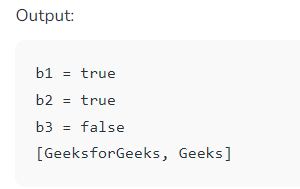 Output:
b1 = true
b2 = true
b3 = false
[GeeksforGeeks, Geeks]